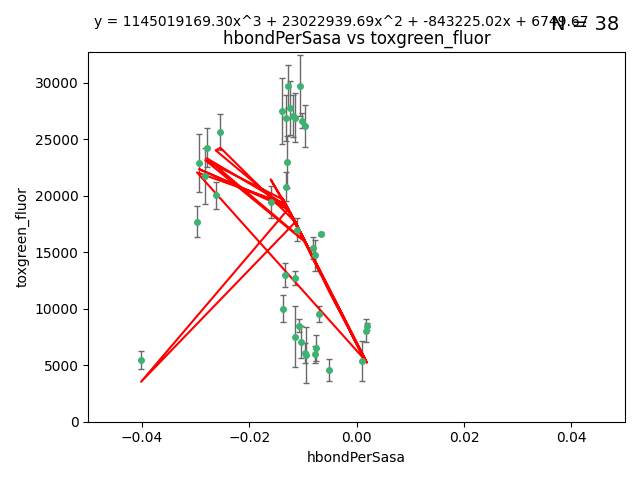 y = 1145019169.30x^3 + 23022939.69x^2 + -843225.02x + 6749.67
N = 38
hbondPerSasa vs toxgreen_fluor
30000
25000
20000
15000
10000
5000
0
toxgreen_fluor
−0.04 −0.02 0.00 0.02 0.04
hbondPerSasa